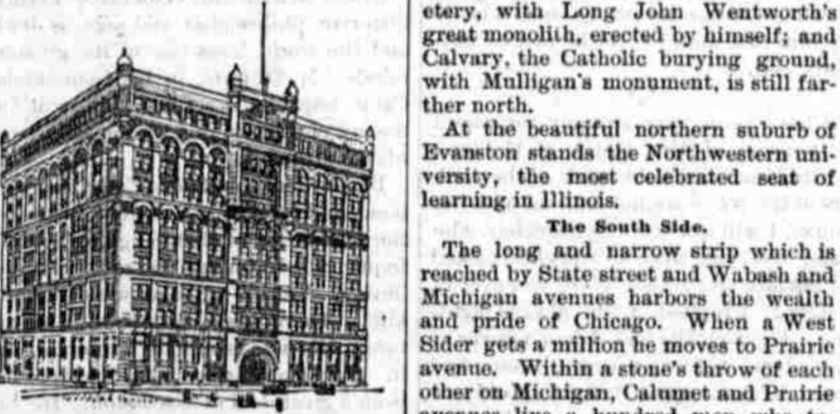 etery, with Long John Wentworth's
great monolith, erected by himself; and
Calvary, the Catholic burying ground,
with Mulligan's monument, is still far-
ther north.
At the beautiful northern suburb of
Evanston stands the Northwestern uni-
versity, the most celebrated seat of
learning in Illinois.
The South Side.
The long and narrow strip which is
reached by State street and Wabash and
Michigan avenues harbors the wealth
and pride of Chicago. When a West
Sider gets a million he moves to Prairie
avenue. Within a stone's throw of each
other on Michigan, Calumet and Prairie